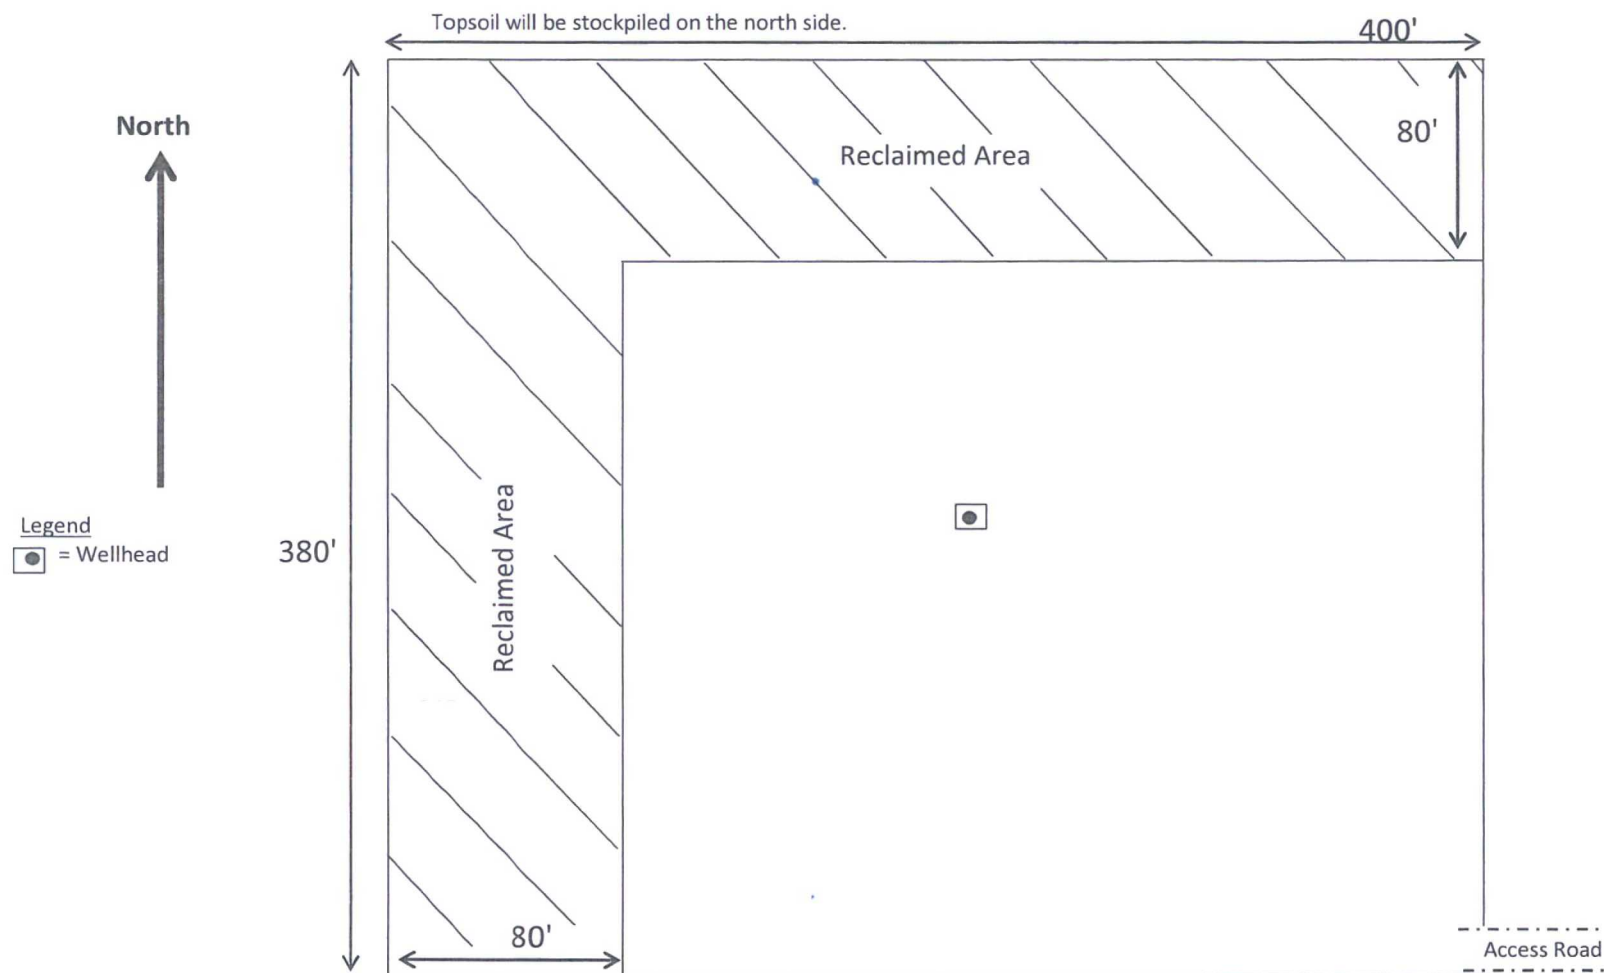 Topsoil will be stockpiled on the north side.
400'
North
80'
Reclaimed Area
Legend
= Wellhead
380'
Reclaimed Area
80'
Access Road